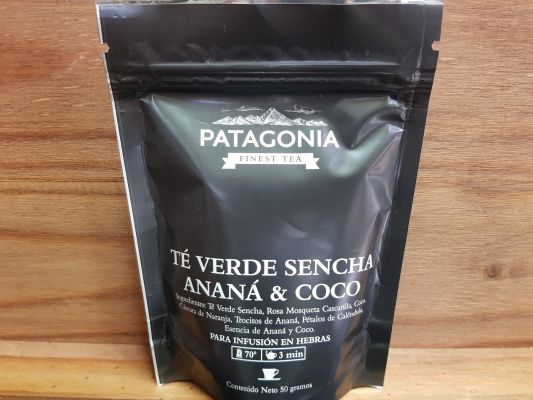 PATAGONIA
FINEST TEA
TÉ VERDE SENCHA
ANANÁ & COCO
Ingredientes: Té Verde Sencha, Rosa Mosqueta Cascarilla, Coco,
Cáscara de Naranja, Trocitos de Ananá, Pétalos de Caléndula,
Esencia de Ananá y Coco.
PARA INFUSIÓN EN HEBRAS
70° 3 min
Contenido Neto 50 gramos